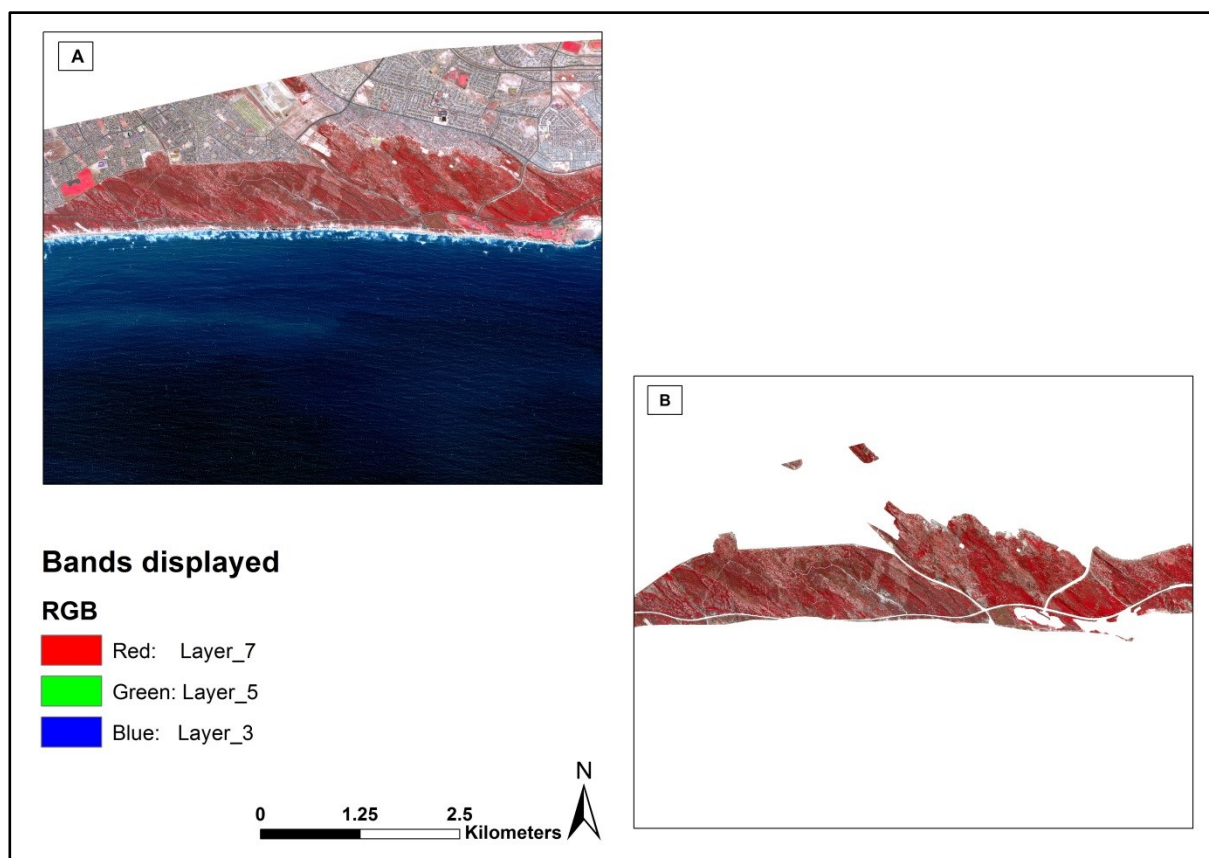 A
B
Bands displayed
RGB
Red: Layer_7
Green: Layer_5
Blue: Layer_3
N
0 1.25 2.5
Kilometers